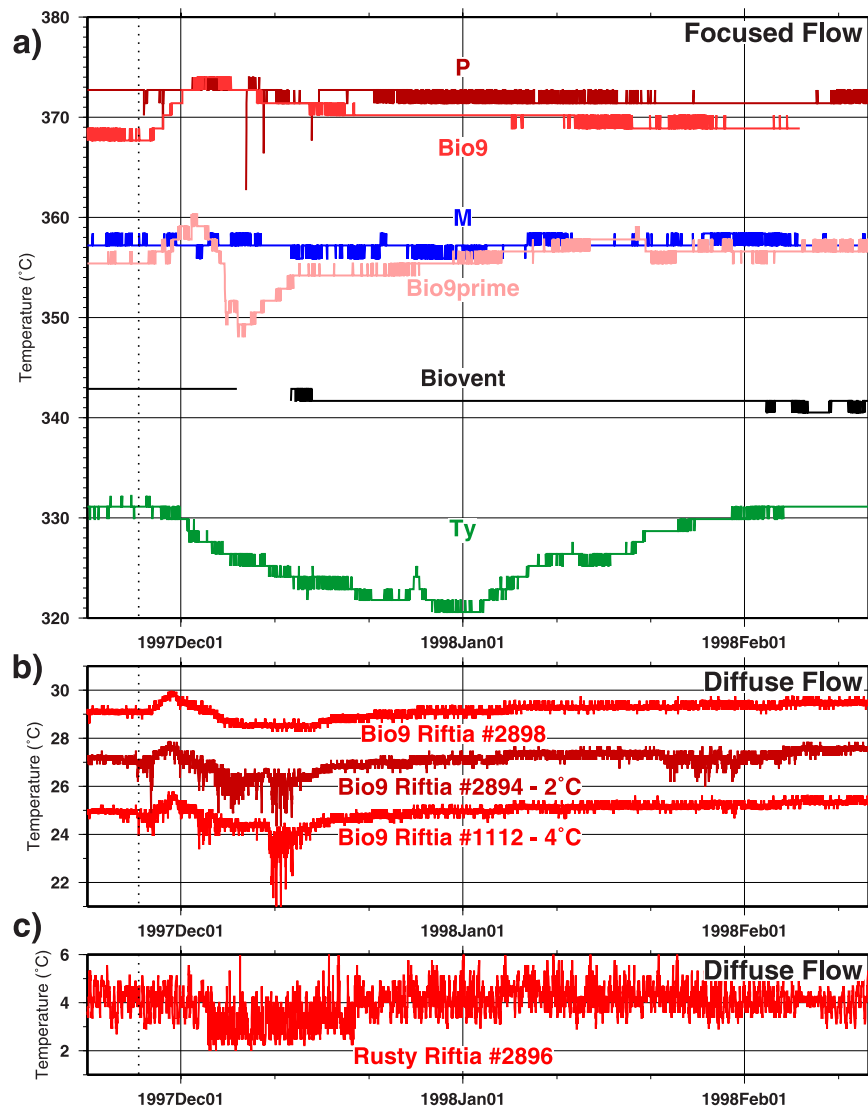 a)
Focused Flow
380
370
360
350
340
330
320
Temperature (˚C)
P
Bio9
M
Bio9prime
Biovent
Ty
1997Dec01
1998Jan01
1998Feb01
b)
Diffuse Flow
30
28
26
24
22
Temperature (˚C)
Bio9 Riftia #2898
Bio9 Riftia #2894 - 2˚C
Bio9 Riftia #1112 - 4˚C
1997Dec01
1998Jan01
1998Feb01
c)
Diffuse Flow
6
4
2
Temperature (˚C)
Rusty Riftia #2896
1997Dec01
1998Jan01
1998Feb01